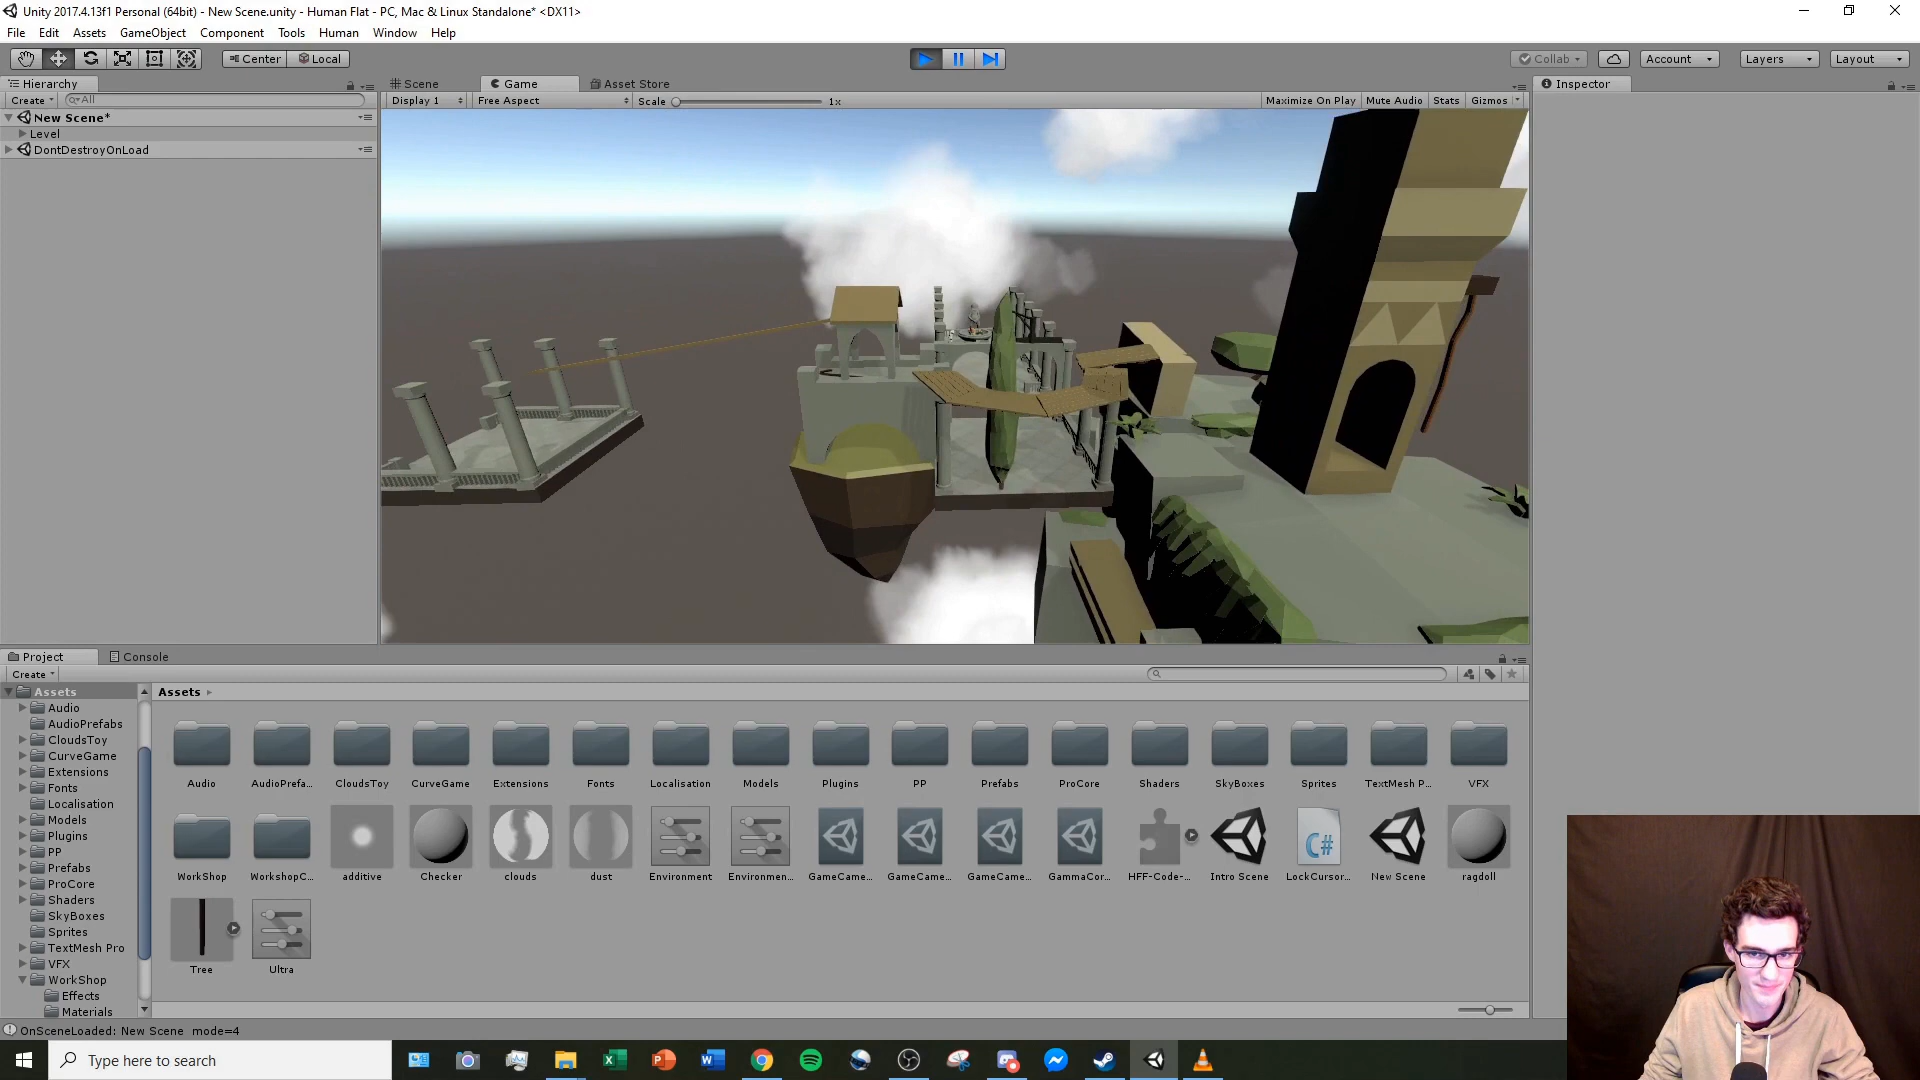 Unity 2017.4.13f1 Personal (64bit) - New Scene.unity - Human Flat - PC, Mac & Linux Standalone* <DX11>
File Edit Assets GameObject Component Tools Human Window Help
Center Local Collab Account Layers Layout
Hierarchy Scene Game Asset Store Inspector
Create All Display 1 Free Aspect Scale 1x Maximize On Play Mute Audio Stats Gizmos
New Scene*
Level
DontDestroyOnLoad
Project Console
Create
Assets
Audio
AudioPrefabs
CloudsToy
CurveGame
Extensions
Fonts
Localisation
Models
Plugins
PP
Prefabs
ProCore
Shaders
SkyBoxes
Sprites
TextMesh Pro
VFX
WorkShop
Effects
Materials
Assets
Audio AudioPrefa... CloudsToy CurveGame Extensions Fonts Localisation Models Plugins PP Prefabs ProCore Shaders SkyBoxes Sprites TextMesh P... VFX
C#
WorkShop WorkshopC... additive Checker clouds dust Environment Environmen... GameCame... GameCame... GameCame... GammaCor... HFF-Code-... Intro Scene LockCursor... New Scene ragdoll
Tree Ultra
OnSceneLoaded: New Scene mode=4
Type here to search